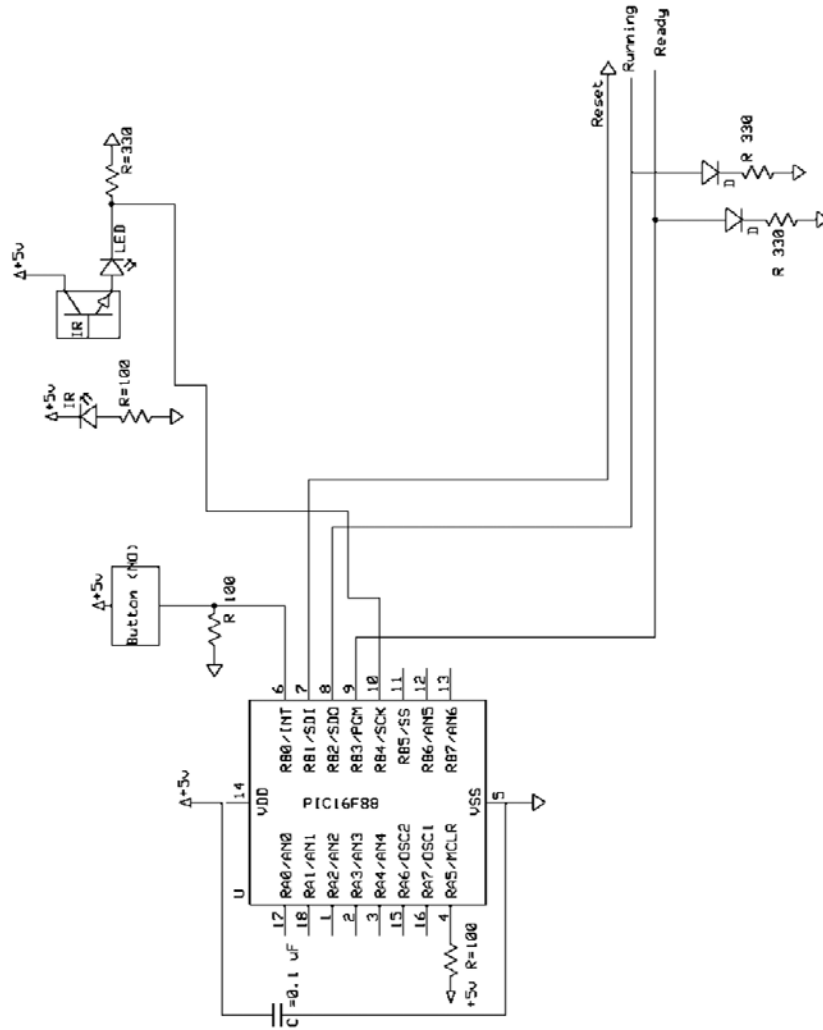 +5v
+5v
IR
LED
R=330
+5v
IR
R=100
+5v
Button (NO)
R 100
Reset
Running
Ready
D
R 330
D
R 330
+5v
14
U
VDD
PIC16F88
VSS
5
17 RA0/AN0
18 RA1/AN1
1 RA2/AN2
2 RA3/AN3
3 RA4/AN4
15 RA6/OSC2
16 RA7/OSC1
4 RA5/MCLR
RB0/INT 6
RB1/SDI 7
RB2/SDO 8
RB3/PGM 9
RB4/SCK 10
RB5/SS 11
RB6/AN5 12
RB7/AN6 13
C =0.1 uF
R=100